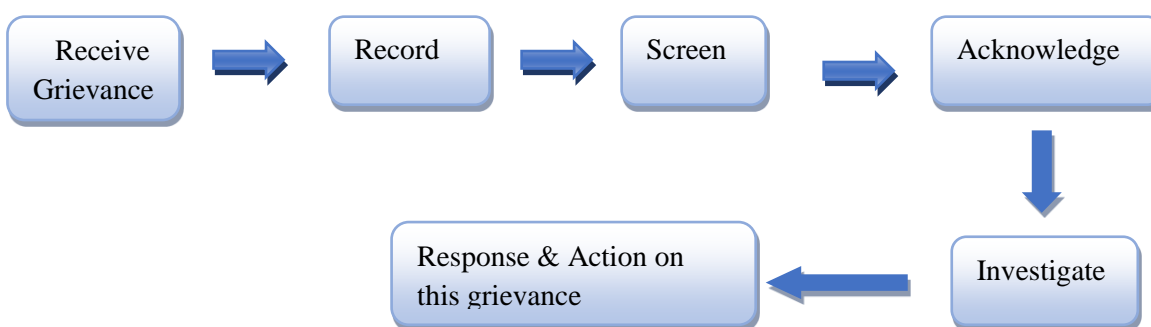 Receive
Grievance
Record
Screen
Acknowledge
Investigate
Response & Action on
this grievance